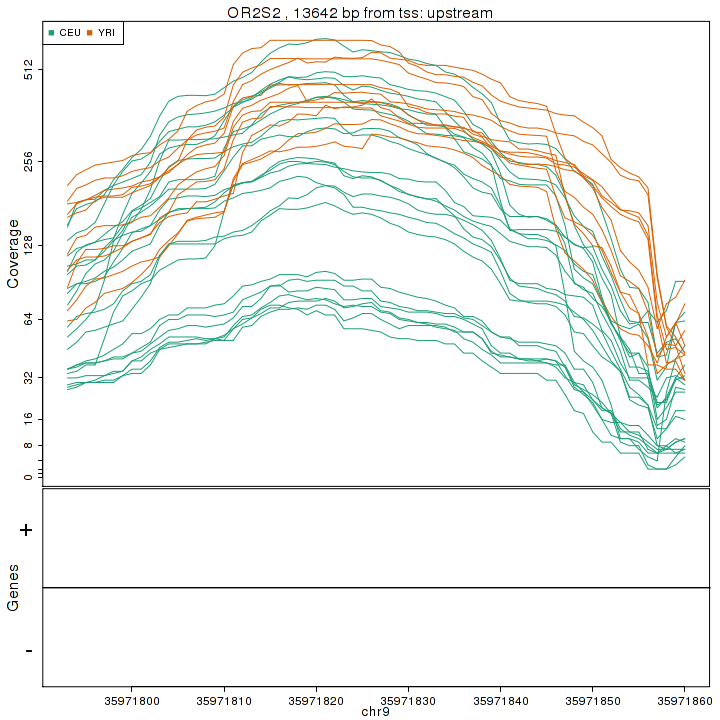 OR2S2 , 13642 bp from tss: upstream
CEU YRI
Coverage
512
256
128
64
32
16
8
0
Genes
+
-
35971800 35971810 35971820 35971830 35971840 35971850 35971860
chr9